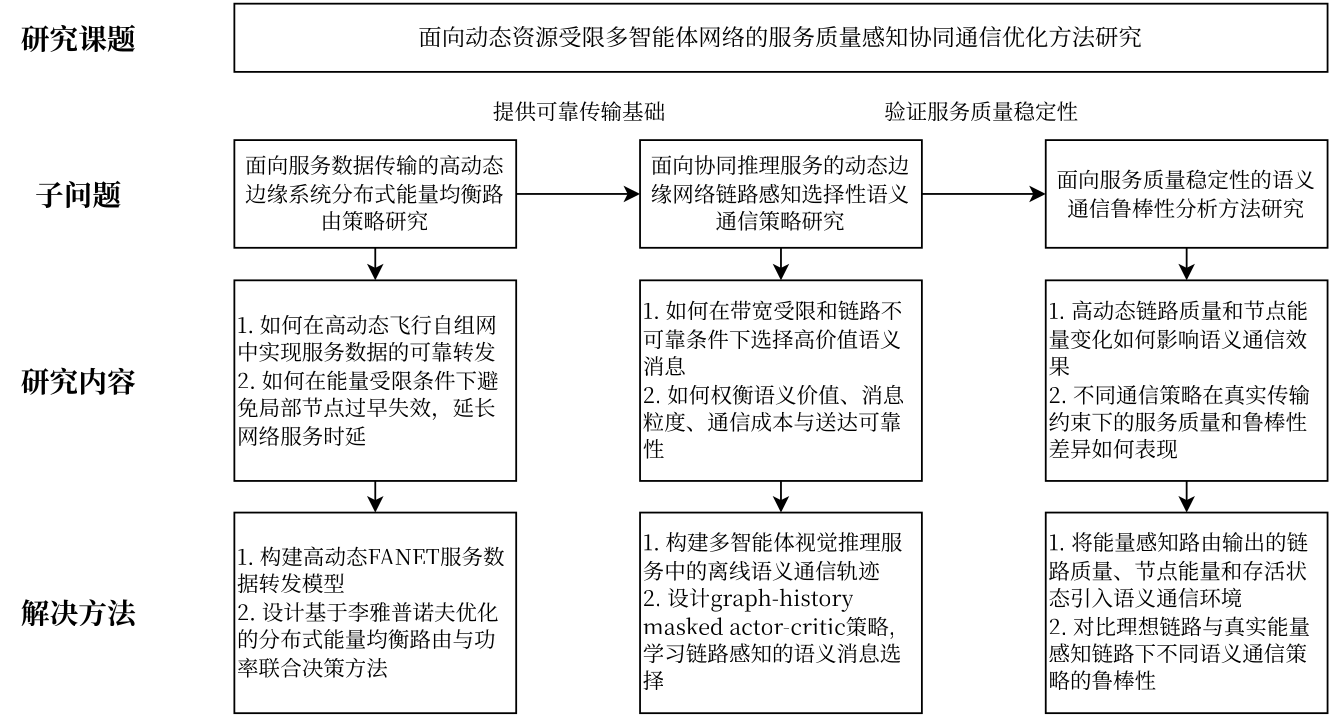 研究课题
面向动态资源受限多智能体网络的服务质量感知协同通信优化方法研究
提供可靠传输基础
验证服务质量稳定性
子问题
面向服务数据传输的高动态
边缘系统分布式能量均衡路
由策略研究
面向协同推理服务的动态边
缘网络链路感知选择性语义
通信策略研究
面向服务质量稳定性的语义
通信鲁棒性分析方法研究
研究内容
1. 如何在高动态飞行自组网
中实现服务数据的可靠转发
2. 如何在能量受限条件下避
免局部节点过早失效，延长
网络服务时延
1. 如何在带宽受限和链路不
可靠条件下选择高价值语义
消息
2. 如何权衡语义价值、消息
粒度、通信成本与送达可靠
性
1. 高动态链路质量和节点能
量变化如何影响语义通信效
果
2. 不同通信策略在真实传输
约束下的服务质量和鲁棒性
差异如何表现
解决方法
1. 构建高动态FANET服务数
据转发模型
2. 设计基于李雅普诺夫优化
的分布式能量均衡路由与功
率联合决策方法
1. 构建多智能体视觉推理服
务中的离线语义通信轨迹
2. 设计graph-history
masked actor-critic策略，
学习链路感知的语义消息选
择
1. 将能量感知路由输出的链
路质量、节点能量和存活状
态引入语义通信环境
2. 对比理想链路与真实能量
感知链路下不同语义通信策
略的鲁棒性